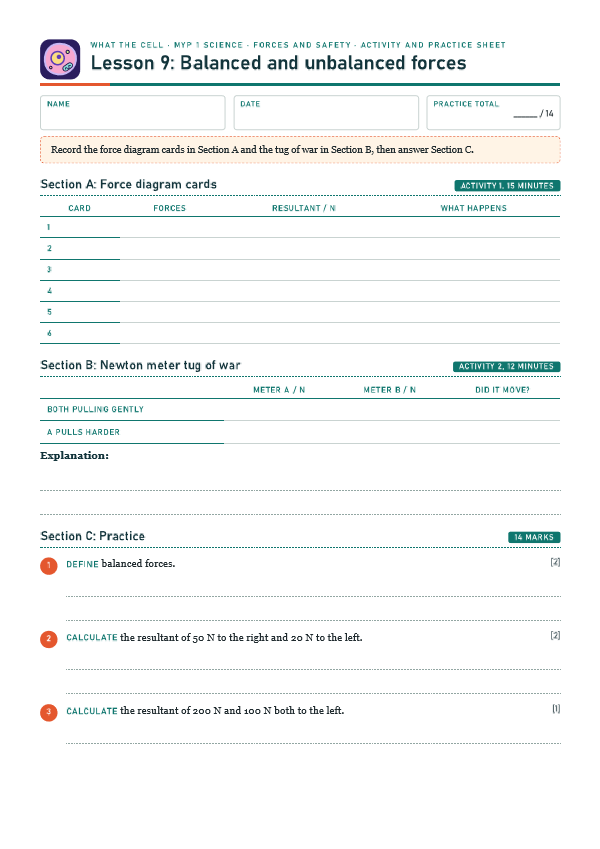 WHAT THE CELL · MYP 1 SCIENCE · FORCES AND SAFETY · ACTIVITY AND PRACTICE SHEET
Lesson 9: Balanced and unbalanced forces
NAME
DATE
PRACTICE TOTAL
_____ / 14
Record the force diagram cards in Section A and the tug of war in Section B, then answer Section C.
Section A: Force diagram cards
ACTIVITY 1, 15 MINUTES
CARD FORCES RESULTANT / N WHAT HAPPENS
1
2
3
4
5
6
Section B: Newton meter tug of war
ACTIVITY 2, 12 MINUTES
METER A / N METER B / N DID IT MOVE?
BOTH PULLING GENTLY
A PULLS HARDER
Explanation:
Section C: Practice
14 MARKS
1 DEFINE balanced forces. [2]
2 CALCULATE the resultant of 50 N to the right and 20 N to the left. [2]
3 CALCULATE the resultant of 200 N and 100 N both to the left. [1]